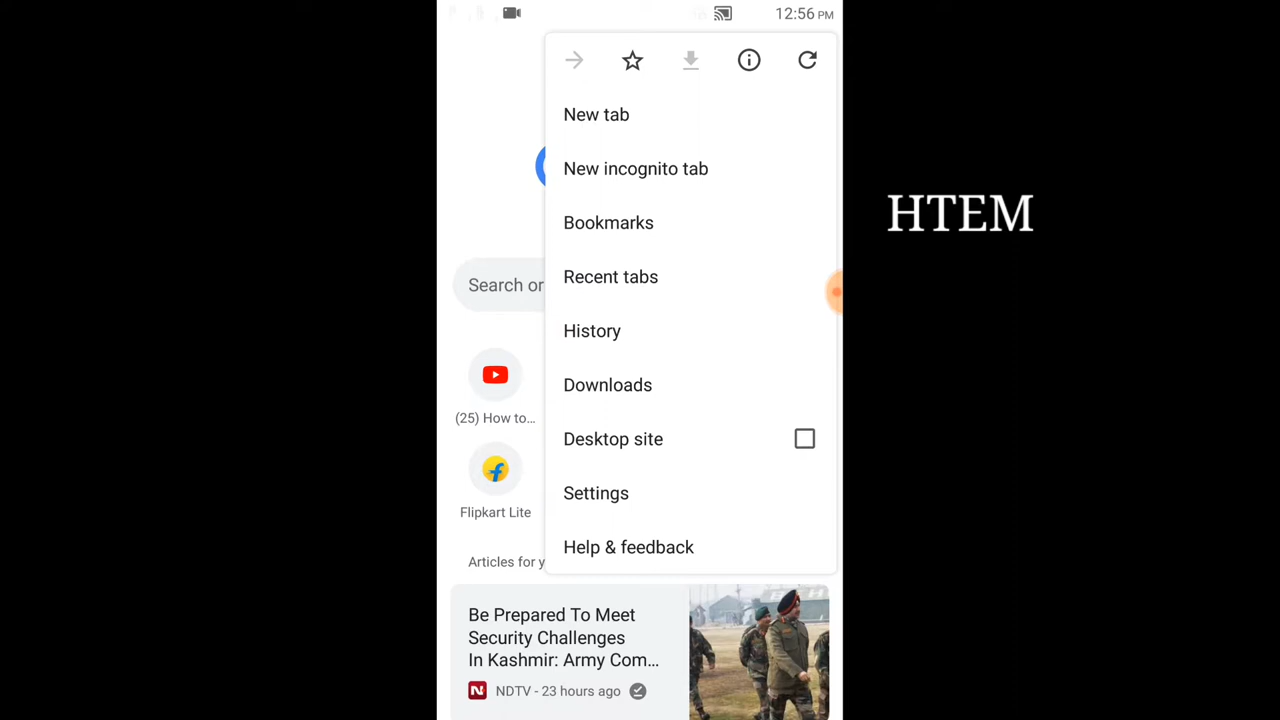 12:56 PM
New tab
New incognito tab
Bookmarks
Recent tabs
History
Downloads
Desktop site
Settings
Help & feedback
HTEM
Search or
(25) How to...
Flipkart Lite
Articles for y
Be Prepared To Meet
Security Challenges
In Kashmir: Army Com...
N NDTV - 23 hours ago